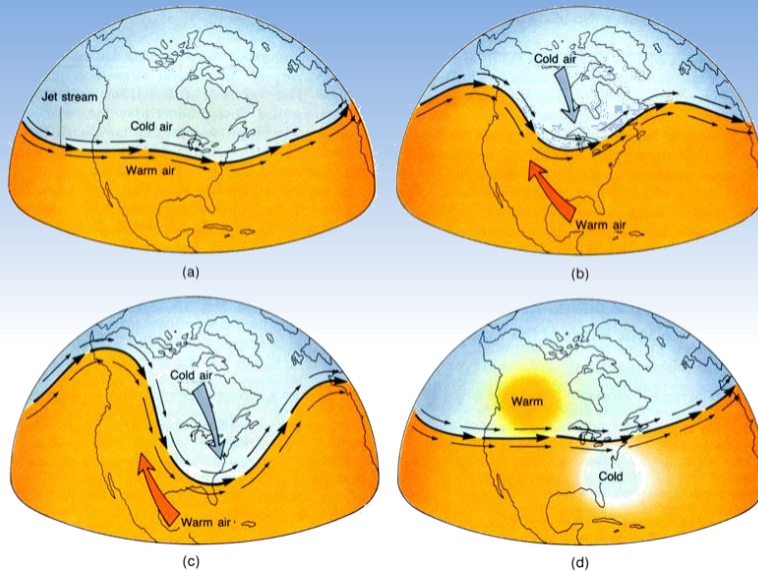 Jet stream
Cold air
Warm air
(a)
Cold air
Warm air
(b)
Cold air
Warm air
(c)
Warm
Cold
(d)